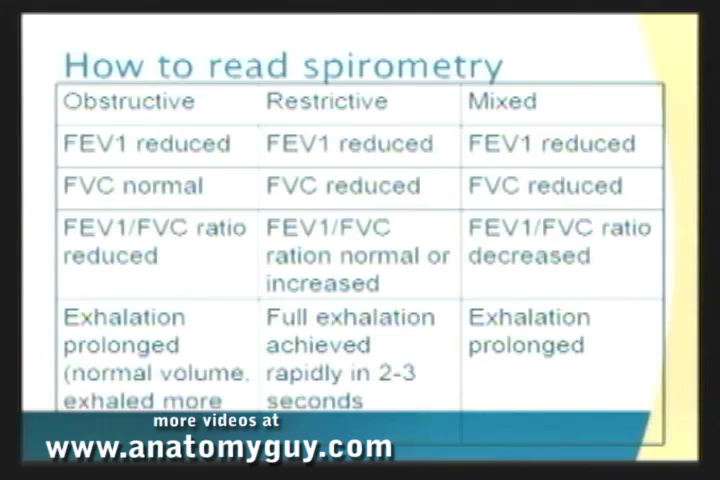 How to read spirometry
Obstructive
Restrictive
Mixed
FEV1 reduced
FEV1 reduced
FEV1 reduced
FVC normal
FVC reduced
FVC reduced
FEV1/FVC ratio
reduced
FEV1/FVC
ration normal or
increased
FEV1/FVC ratio
decreased
Exhalation
prolonged
(normal volume,
exhaled more
Full exhalation
achieved
rapidly in 2-3
seconds
Exhalation
prolonged
more videos at
www.anatomyguy.com